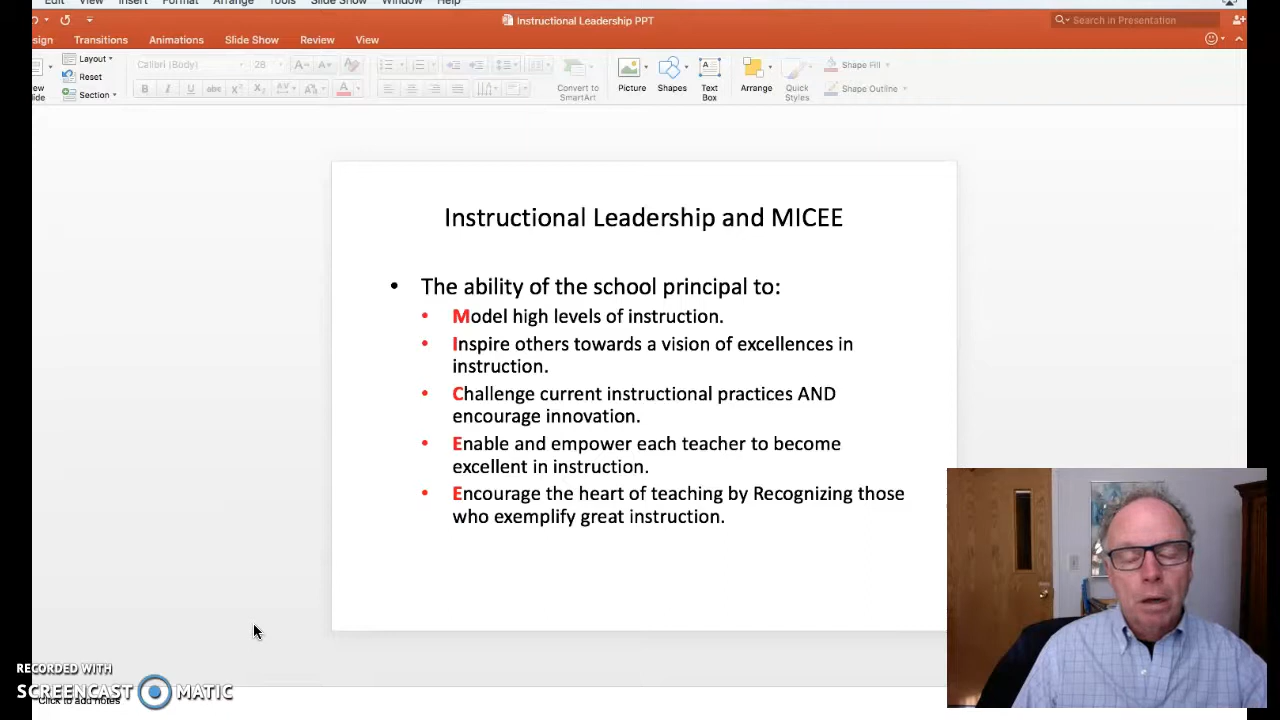 Edit View Insert Format Arrange Tools Slide Show Window Help
Instructional Leadership PPT
Search in Presentation
sign Transitions Animations Slide Show Review View
Layout
Calibri (Body) 28
Shape Fill
Reset
Section
Convert to
SmartArt
Picture Shapes Text
Box Arrange Quick
Styles
Shape Outline
Instructional Leadership and MICEE
• The ability of the school principal to:
• Model high levels of instruction.
• Inspire others towards a vision of excellences in
instruction.
• Challenge current instructional practices AND
encourage innovation.
• Enable and empower each teacher to become
excellent in instruction.
• Encourage the heart of teaching by Recognizing those
who exemplify great instruction.
RECORDED WITH
SCREENCAST MATIC
Click to add notes